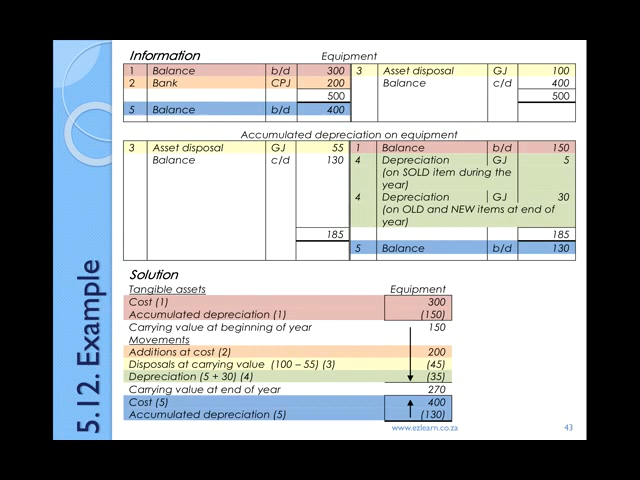 5.12. Example
Information
Equipment
1 Balance b/d 300 3 Asset disposal GJ 100
2 Bank CPJ 200 Balance c/d 400
500 500
5 Balance b/d 400
Accumulated depreciation on equipment
3 Asset disposal GJ 55 1 Balance b/d 150
Balance c/d 130 4 Depreciation GJ 5
(on SOLD item during the
year)
4 Depreciation GJ 30
(on OLD and NEW items at end of
year)
185 185
5 Balance b/d 130
Solution
Tangible assets Equipment
Cost (1) 300
Accumulated depreciation (1) (150)
Carrying value at beginning of year 150
Movements
Additions at cost (2) 200
Disposals at carrying value (100 – 55) (3) (45)
Depreciation (5 + 30) (4) (35)
Carrying value at end of year 270
Cost (5) 400
Accumulated depreciation (5) (130)
www.ezlearn.co.za 43